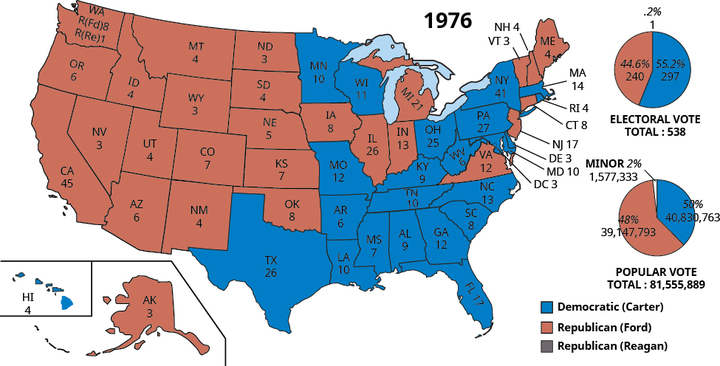 1976
WA
R(Fd)8
R(Re)1
OR
6
CA
45
NV
3
ID
4
MT
4
WY
3
UT
4
CO
7
AZ
6
NM
4
ND
3
SD
4
NE
5
KS
7
OK
8
TX
26
MN
10
IA
8
MO
12
AR
6
LA
10
WI
11
IL
26
MI 21
IN
13
OH
25
KY
9
TN
10
MS
7
AL
9
GA
12
FL 17
SC
8
NC
13
VA
12
WV
6
PA
27
NY
41
VT 3
NH 4
ME
4
MA
14
RI 4
CT 8
NJ 17
DE 3
MD 10
DC 3
HI
4
AK
3
.2%
1
44.6%
240
55.2%
297
ELECTORAL VOTE
TOTAL : 538
MINOR 2%
1,577,333
50%
40,830,763
48%
39,147,793
POPULAR VOTE
TOTAL : 81,555,889
Democratic (Carter)
Republican (Ford)
Republican (Reagan)